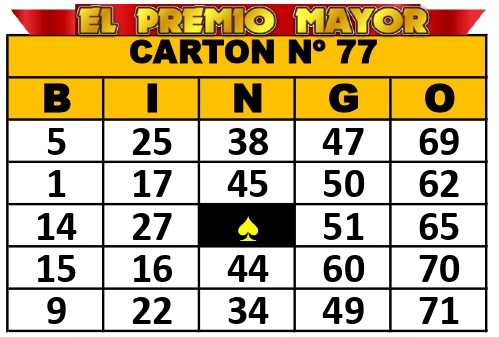 EL PREMIO MAYOR
CARTON Nº 77
B I N G O
5 25 38 47 69
1 17 45 50 62
14 27 ♠ 51 65
15 16 44 60 70
9 22 34 49 71